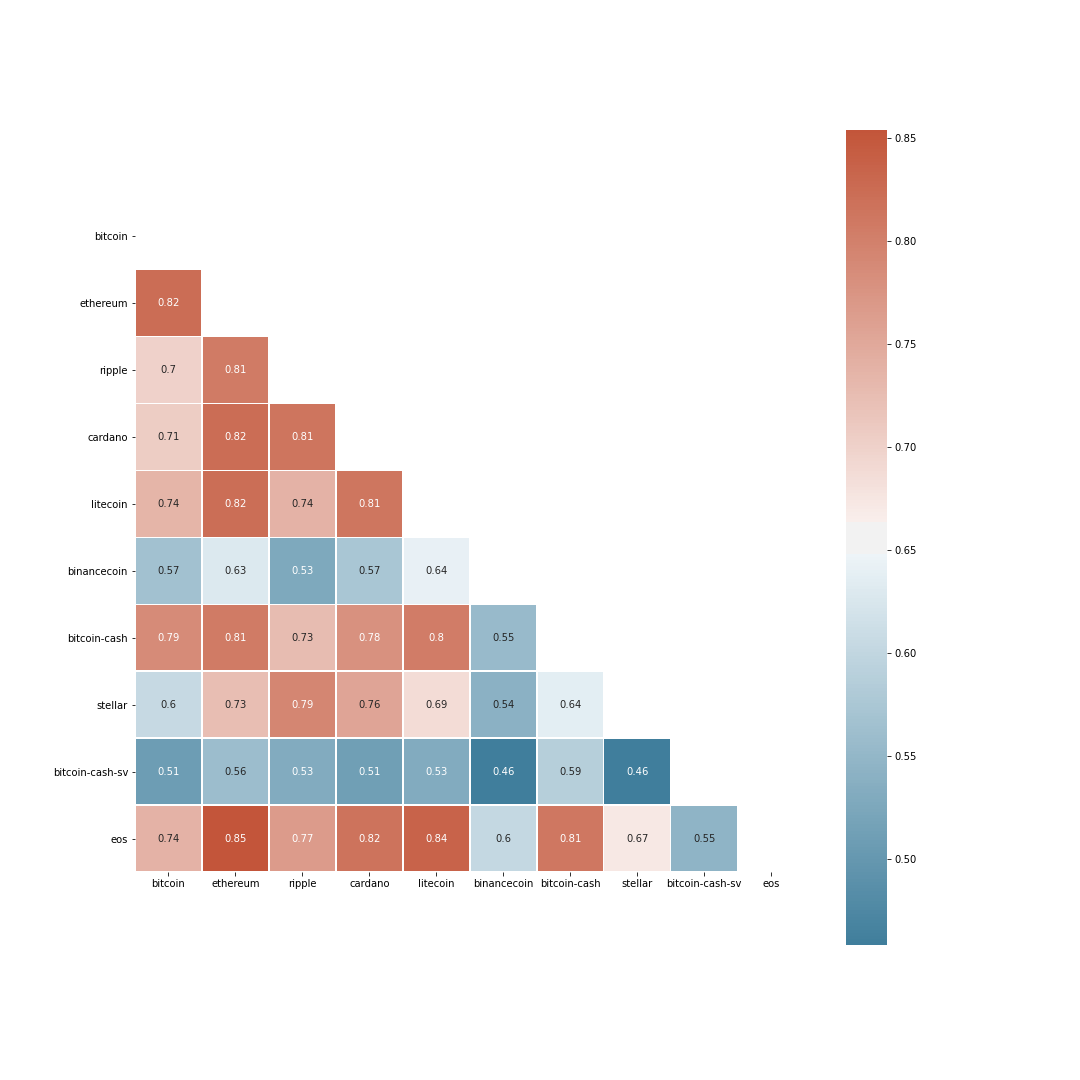 0.85
0.80
0.75
0.70
0.65
0.60
0.55
0.50
bitcoin
ethereum 0.82
ripple 0.7 0.81
cardano 0.71 0.82 0.81
litecoin 0.74 0.82 0.74 0.81
binancecoin 0.57 0.63 0.53 0.57 0.64
bitcoin-cash 0.79 0.81 0.73 0.78 0.8 0.55
stellar 0.6 0.73 0.79 0.76 0.69 0.54 0.64
bitcoin-cash-sv 0.51 0.56 0.53 0.51 0.53 0.46 0.59 0.46
eos 0.74 0.85 0.77 0.82 0.84 0.6 0.81 0.67 0.55
bitcoin ethereum ripple cardano litecoin binancecoin bitcoin-cash stellar bitcoin-cash-sv eos